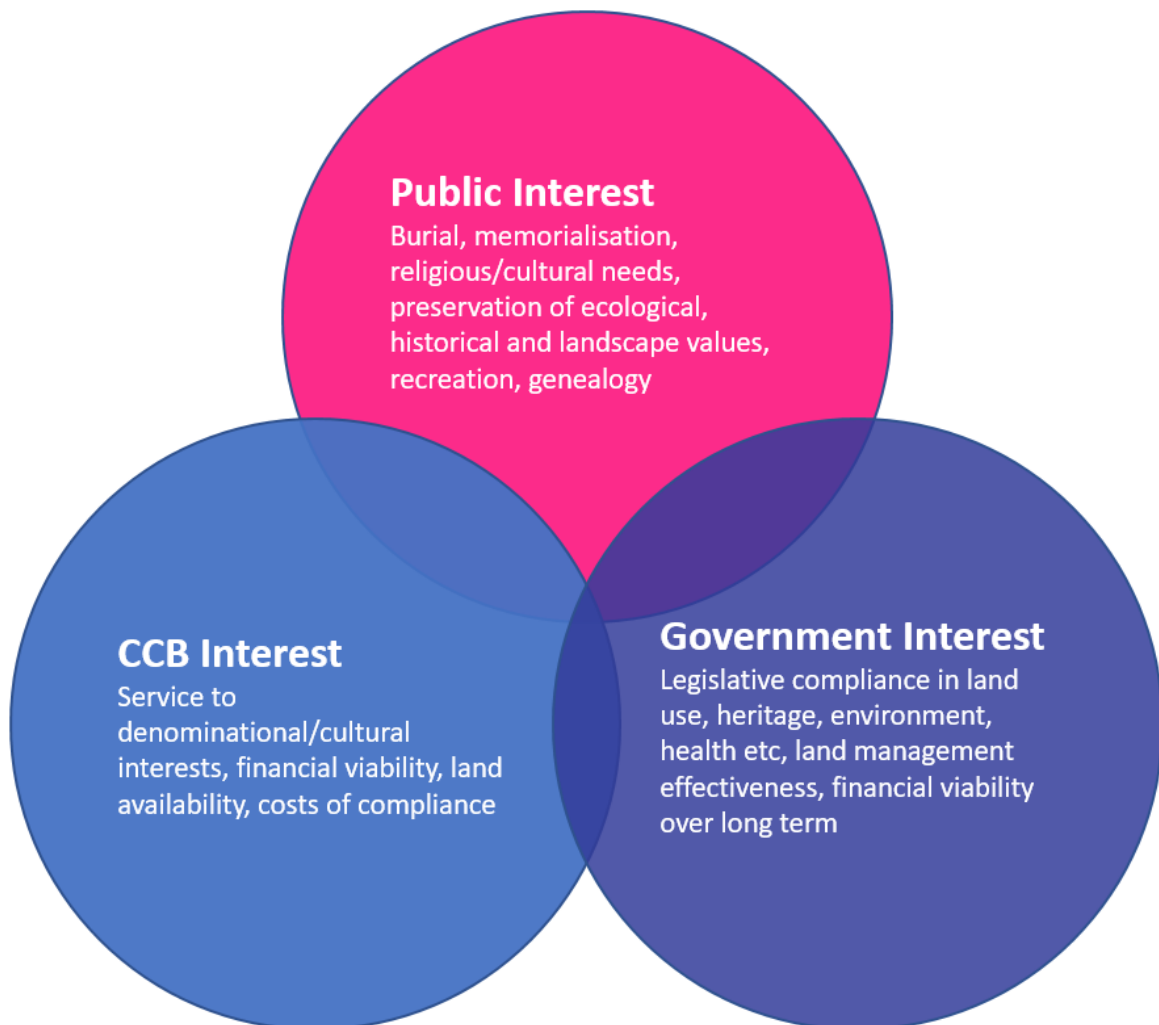 Public Interest
Burial, memorialisation,
religious/cultural needs,
preservation of ecological,
historical and landscape values,
recreation, genealogy
CCB Interest
Service to
denominational/cultural
interests, financial viability, land
availability, costs of compliance
Government Interest
Legislative compliance in land
use, heritage, environment,
health etc, land management
effectiveness, financial viability
over long term